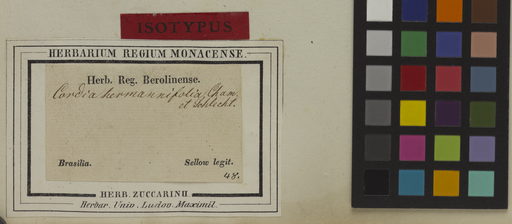 ISOTYPUS
HERBARIUM REGIUM MONACENSE.
Herb. Reg. Berolinense.
Cordia hermannifolia, Cham.
et Schlecht.
Brasilia. Sellow legit.
48.
HERB. ZUCCARINII
Herbar. Univ. Ludov. Maximil.